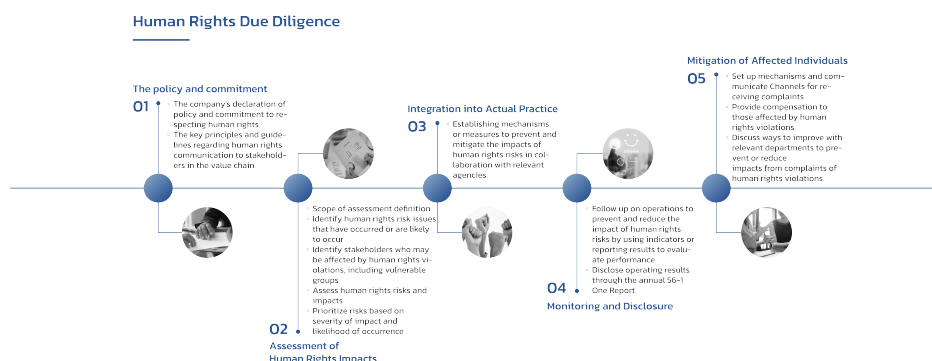 Human Rights Due Diligence
The policy and commitment
01
The company's declaration of
policy and commitment to re-
specting human rights
The key principles and guide-
lines regarding human rights
communication to stakehold-
ers in the value chain
02
Scope of assessment definition
Identify human rights risk issues
that have occurred or are likely
to occur
Identify stakeholders who may
be affected by human rights vi-
olations, including vulnerable
groups
Assess human rights risks and
impacts
Prioritize risks based on
severity of impact and
likelihood of occurrence
Assessment of
Human Rights Impacts
Integration into Actual Practice
03
Establishing mechanisms
or measures to prevent and
mitigate the impacts of
human rights risks in col-
laboration with relevant
agencies.
04
Follow up on operations to
prevent and reduce the
impact of human rights
risks by using indicators or
reporting results to evalu-
ate performance.
Disclose operating results
through the annual 56-1
One Report.
Monitoring and Disclosure
Mitigation of Affected Individuals
05
Set up mechanisms and com-
municate Channels for re-
ceiving complaints
Provide compensation to
those affected by human
rights violations.
Discuss ways to improve with
relevant departments to pre-
vent or reduce
impacts from complaints of
human rights violations.